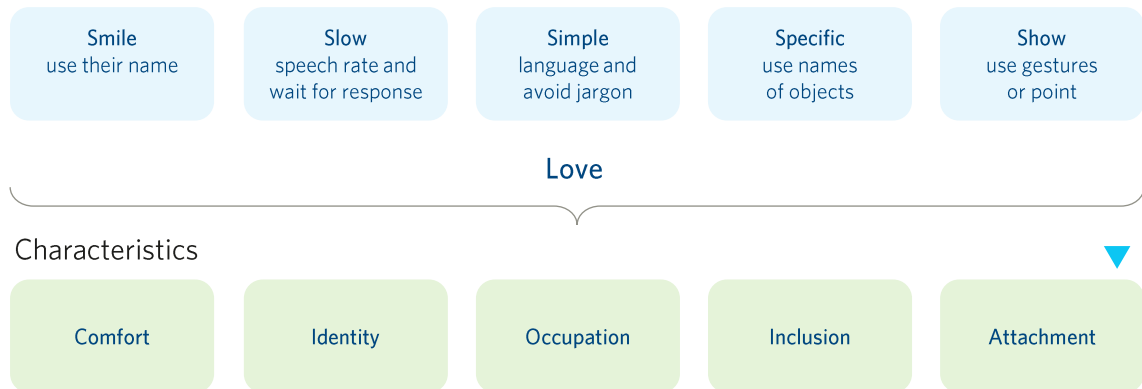 Smile
use their name
Slow
speech rate and
wait for response
Simple
language and
avoid jargon
Specific
use names
of objects
Show
use gestures
or point
Love
Characteristics
Comfort
Identity
Occupation
Inclusion
Attachment